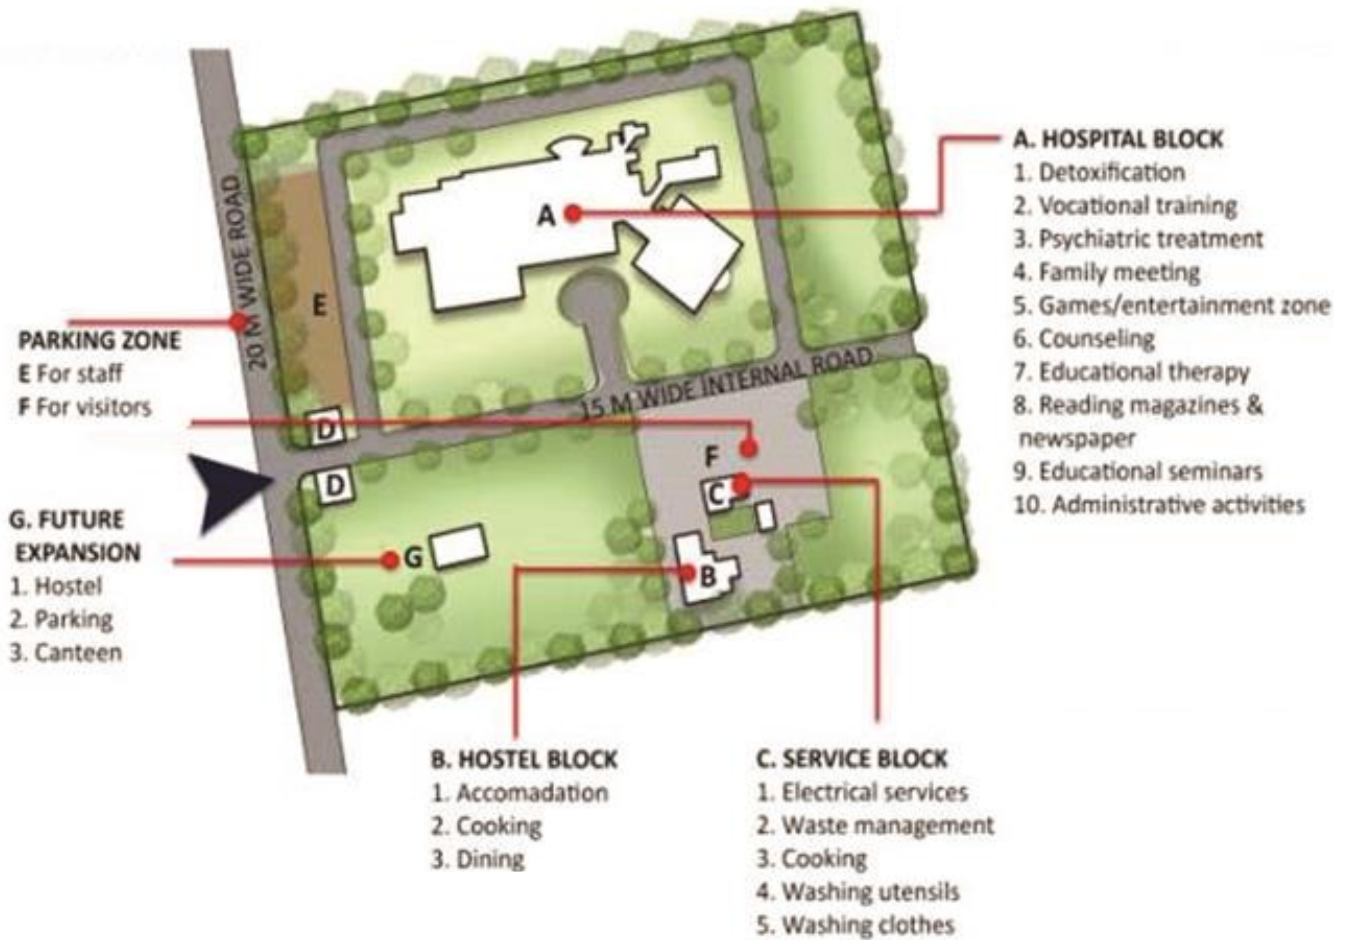 A. HOSPITAL BLOCK
1. Detoxification
2. Vocational training
3. Psychiatric treatment
4. Family meeting
5. Games/entertainment zone
6. Counseling
7. Educational therapy
8. Reading magazines &
newspaper
9. Educational seminars
10. Administrative activities
A
20 M WIDE ROAD
E
PARKING ZONE
E For staff
F For visitors
15 M WIDE INTERNAL ROAD
D
D
F
C
G. FUTURE
EXPANSION
1. Hostel
2. Parking
3. Canteen
G
B
B. HOSTEL BLOCK
1. Accomadation
2. Cooking
3. Dining
C. SERVICE BLOCK
1. Electrical services
2. Waste management
3. Cooking
4. Washing utensils
5. Washing clothes